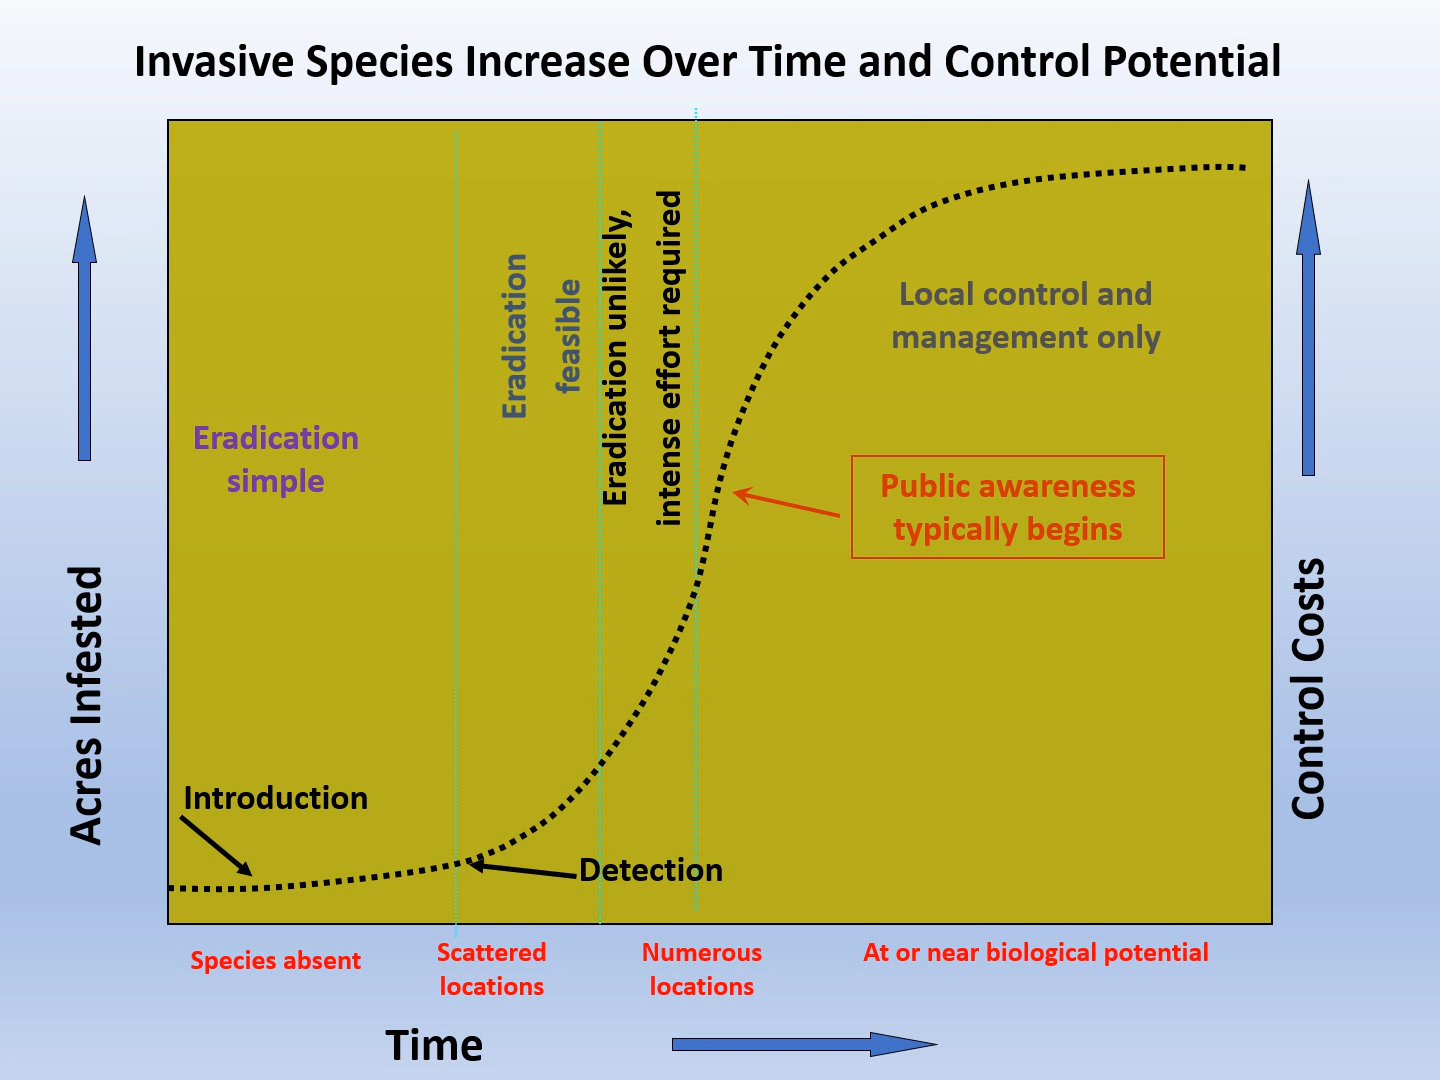 Invasive Species Increase Over Time and Control Potential
Acres Infested
Eradication
simple
Eradication
feasible
Eradication unlikely,
intense effort required
Local control and
management only
Public awareness
typically begins
Introduction
Detection
Control Costs
Species absent
Scattered
locations
Numerous
locations
At or near biological potential
Time